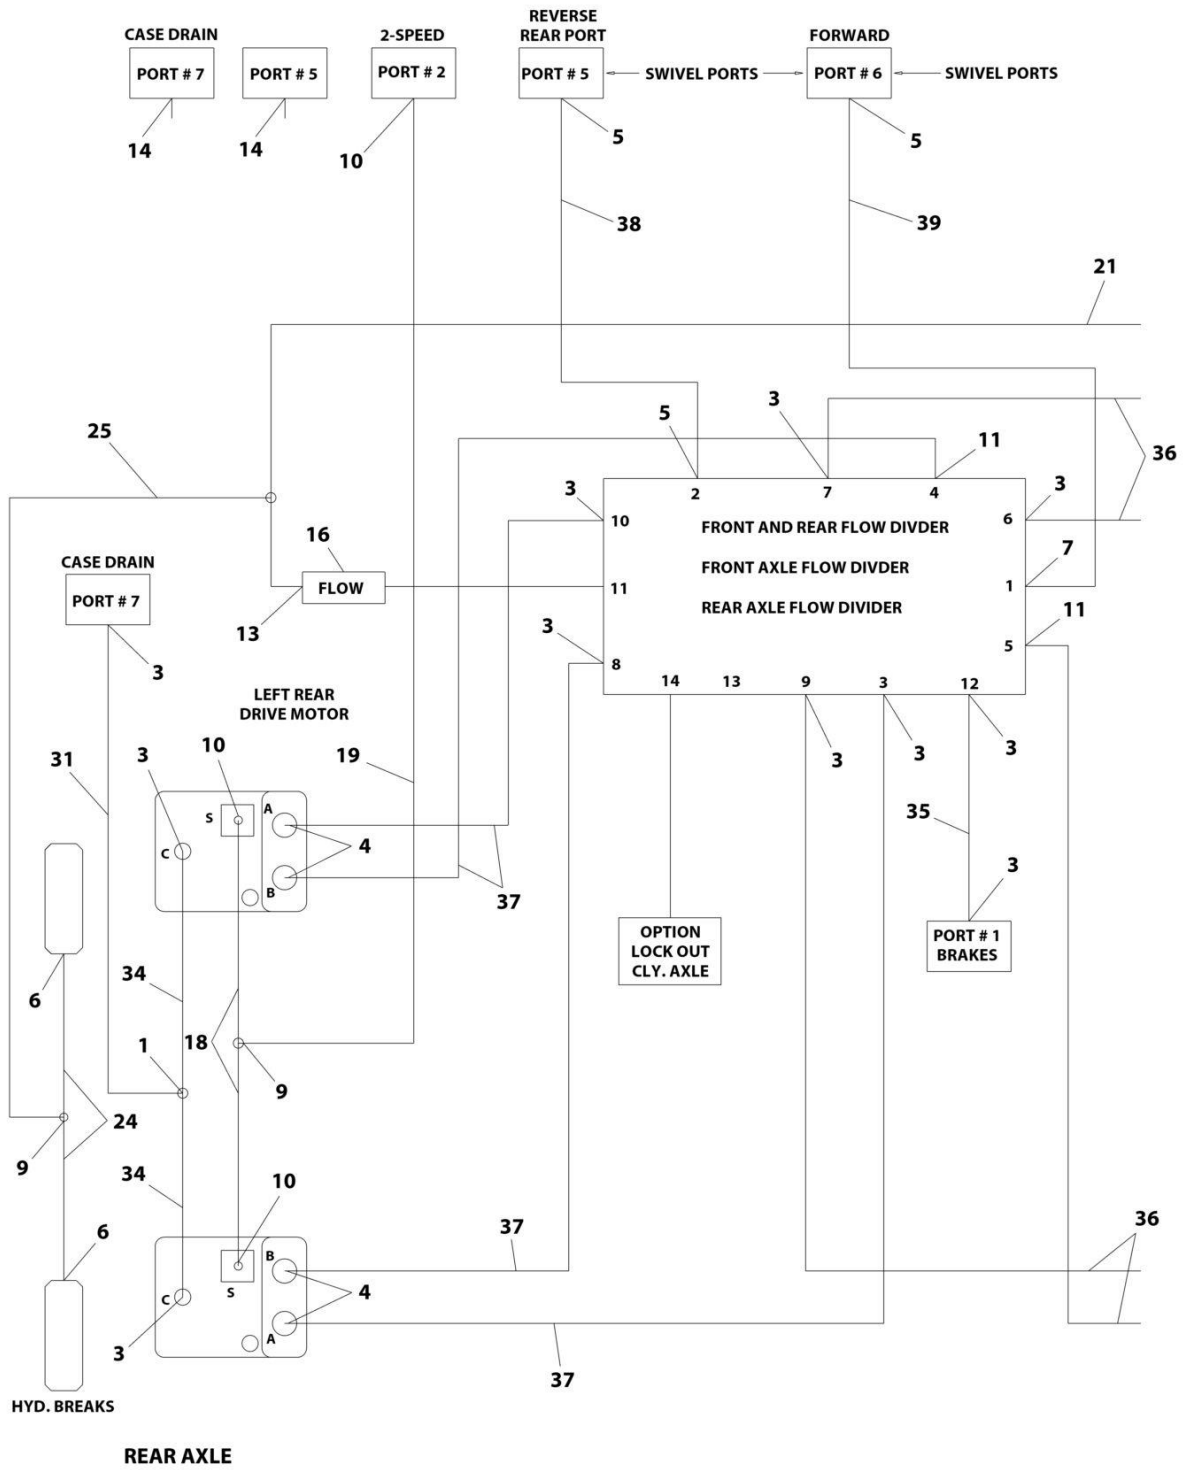 CASE DRAIN
2-SPEED
REVERSE
REAR PORT
FORWARD
PORT # 7
PORT # 5
PORT # 2
PORT # 5
SWIVEL PORTS
PORT # 6
SWIVEL PORTS
14
14
10
5
5
38
39
21
25
5
3
11
36
3
2
7
4
3
10
6
FRONT AND REAR FLOW DIVDER
16
7
CASE DRAIN
FRONT AXLE FLOW DIVDER
FLOW
11
1
PORT # 7
REAR AXLE FLOW DIVIDER
13
3
11
3
8
5
14
13
9
3
12
LEFT REAR
DRIVE MOTOR
10
3
31
19
3
3
3
A
S
C
B
4
35
37
3
OPTION
LOCK OUT
CLY. AXLE
PORT # 1
BRAKES
34
6
18
1
9
24
9
34
10
6
37
36
B
S
C
A
4
3
37
HYD. BREAKS
REAR AXLE